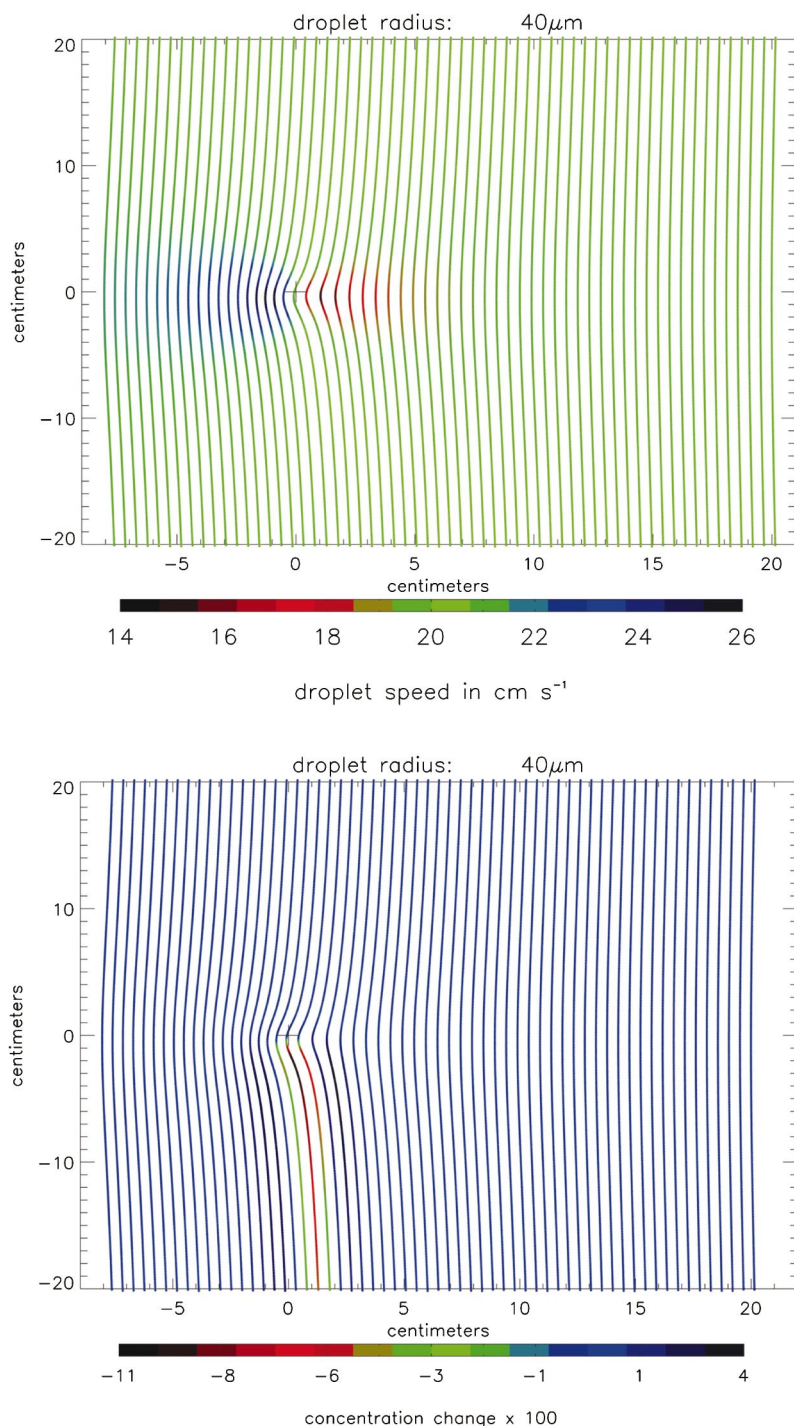 droplet radius: 40μm
20
10
0
−10
−20
centimeters
−5 0 5 10 15 20
centimeters
14 16 18 20 22 24 26
droplet speed in cm s⁻¹
droplet radius: 40μm
20
10
0
−10
−20
centimeters
−5 0 5 10 15 20
centimeters
−11 −8 −6 −3 −1 1 4
concentration change x 100